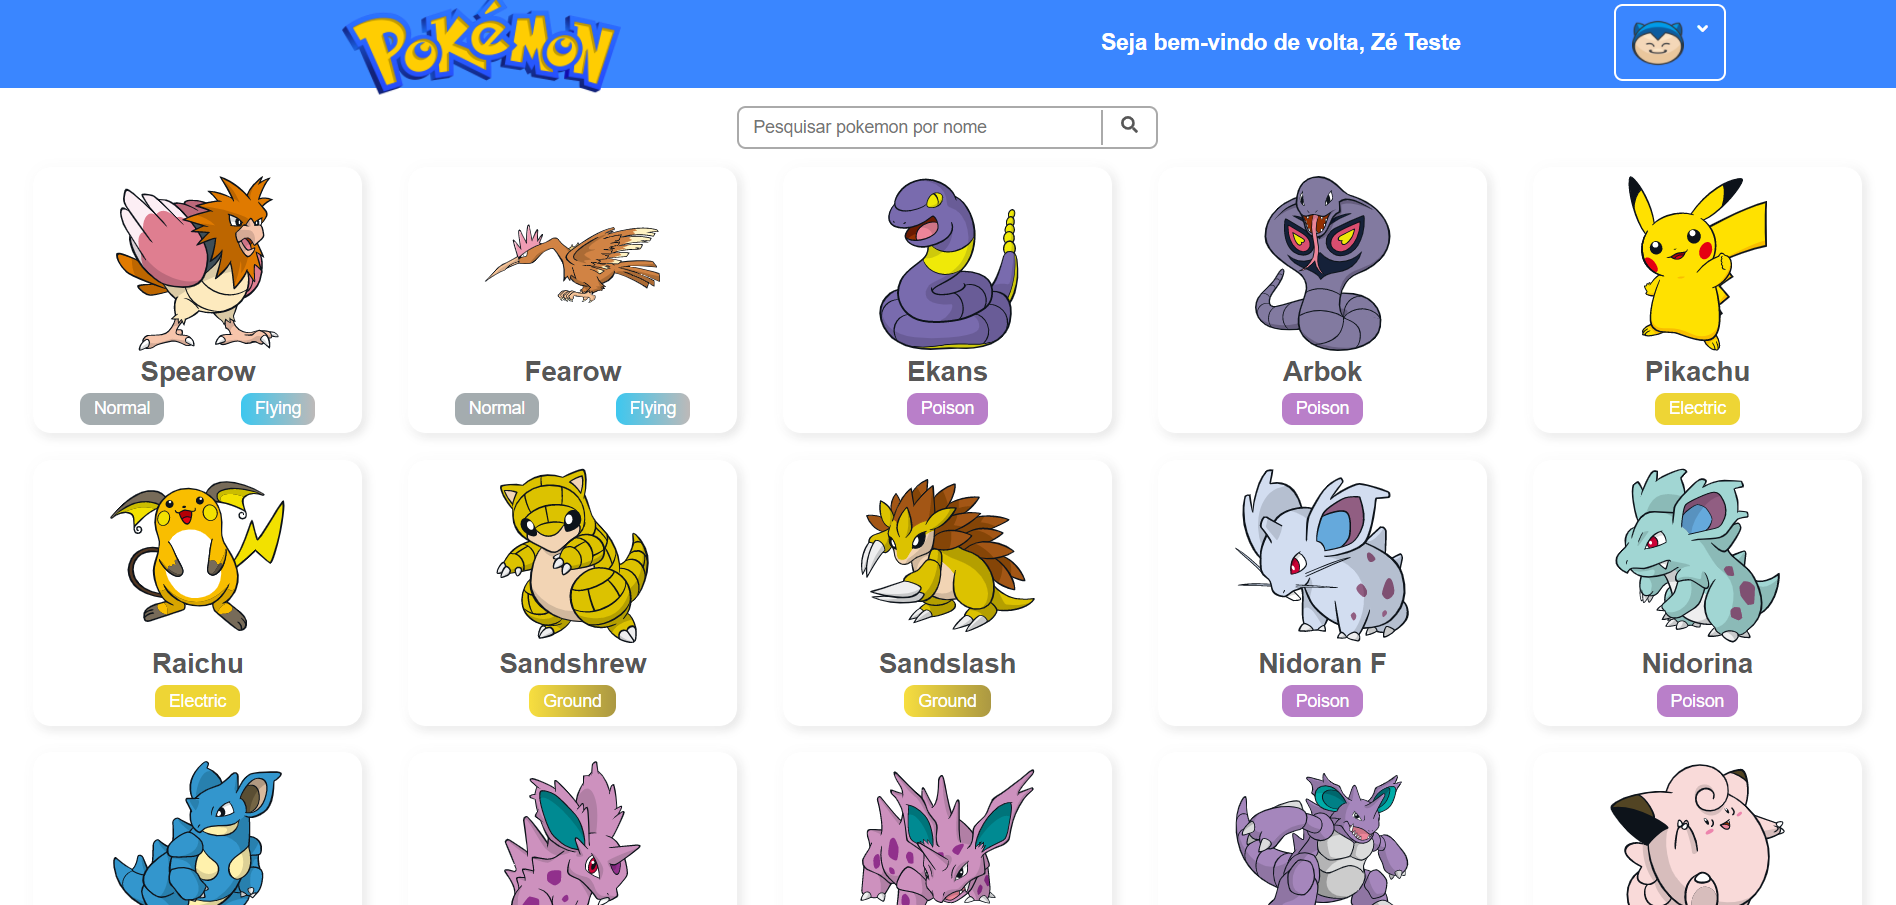 POKéMON
Seja bem-vindo de volta, Zé Teste
Pesquisar pokemon por nome
Spearow
Normal Flying
Fearow
Normal Flying
Ekans
Poison
Arbok
Poison
Pikachu
Electric
Raichu
Electric
Sandshrew
Ground
Sandslash
Ground
Nidoran F
Poison
Nidorina
Poison